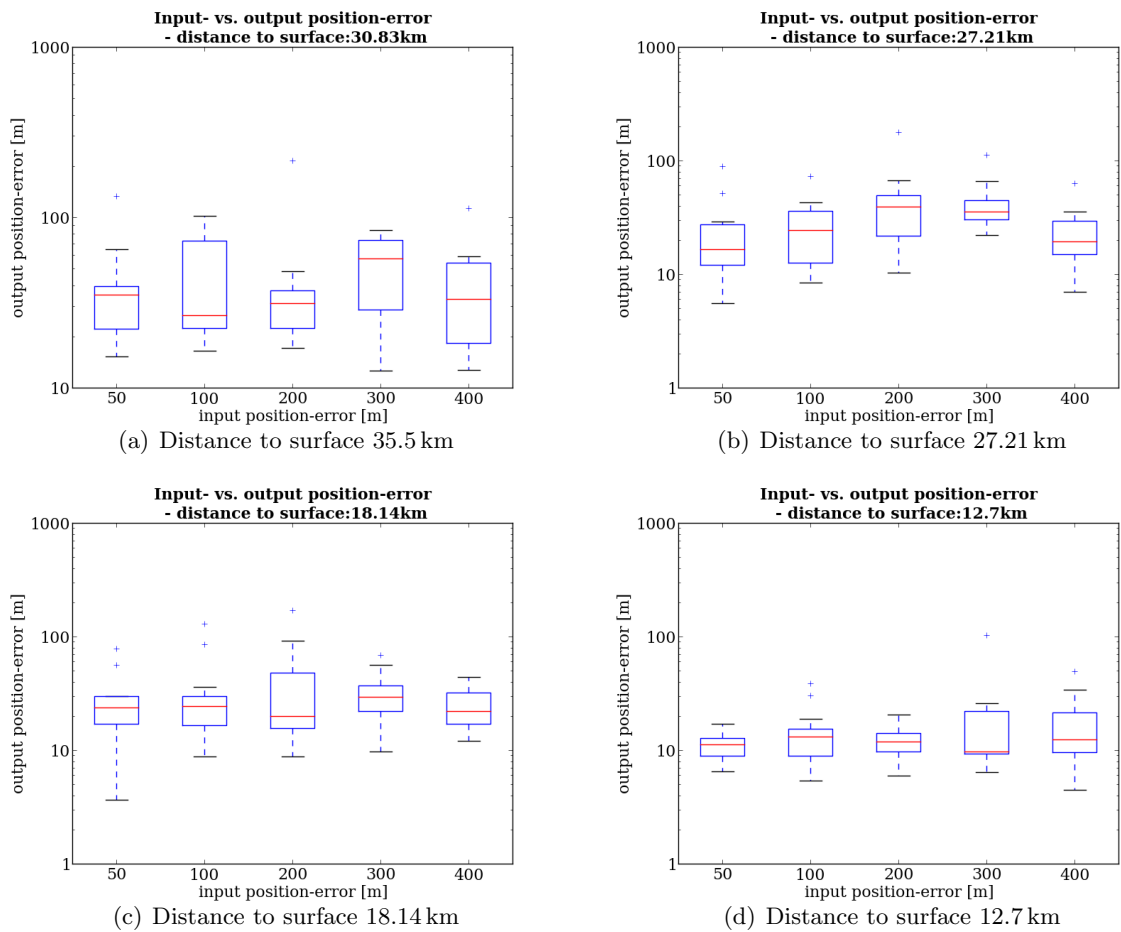 Input- vs. output position-error
- distance to surface:30.83km
1000
100
10
output position-error [m]
50 100 200 300 400
input position-error [m]
(a) Distance to surface 35.5 km
Input- vs. output position-error
- distance to surface:27.21km
1000
100
10
1
output position-error [m]
50 100 200 300 400
input position-error [m]
(b) Distance to surface 27.21 km
Input- vs. output position-error
- distance to surface:18.14km
1000
100
10
1
output position-error [m]
50 100 200 300 400
input position-error [m]
(c) Distance to surface 18.14 km
Input- vs. output position-error
- distance to surface:12.7km
1000
100
10
1
output position-error [m]
50 100 200 300 400
input position-error [m]
(d) Distance to surface 12.7 km